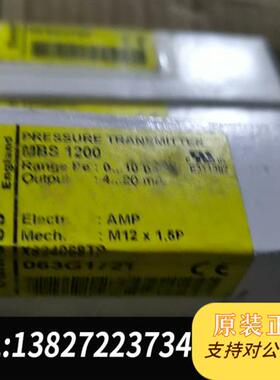 England
PRESSURE TRANSMITTER
MBS 1200
Range Pe : 0... 10 bar
Output : 4...20 mA
Electr. : AMP
Mech. : M12 x 1,5P
063G1721
CE
:13827223734
原装正
支持对公